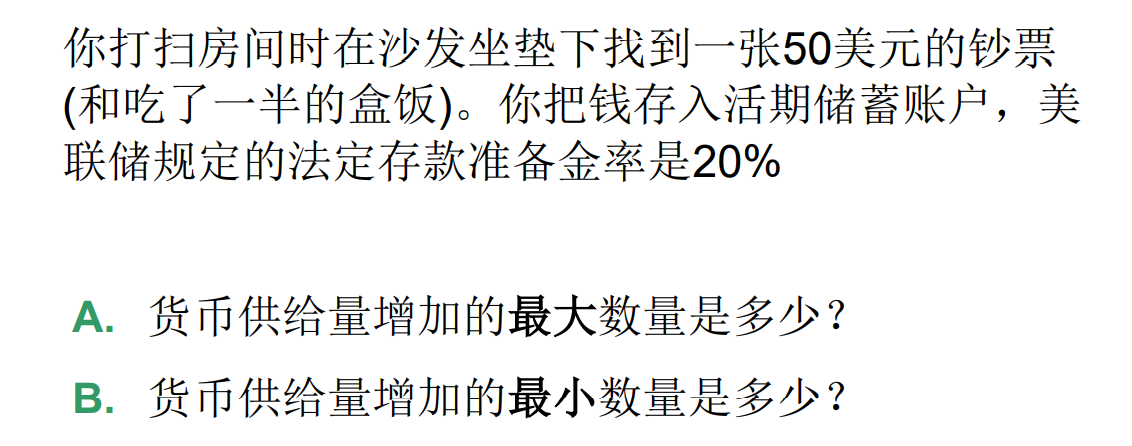 你打扫房间时在沙发坐垫下找到一张50美元的钞票
(和吃了一半的盒饭)。你把钱存入活期储蓄账户，美
联储规定的法定存款准备金率是20%
A. 货币供给量增加的最大数量是多少？
B. 货币供给量增加的最小数量是多少？